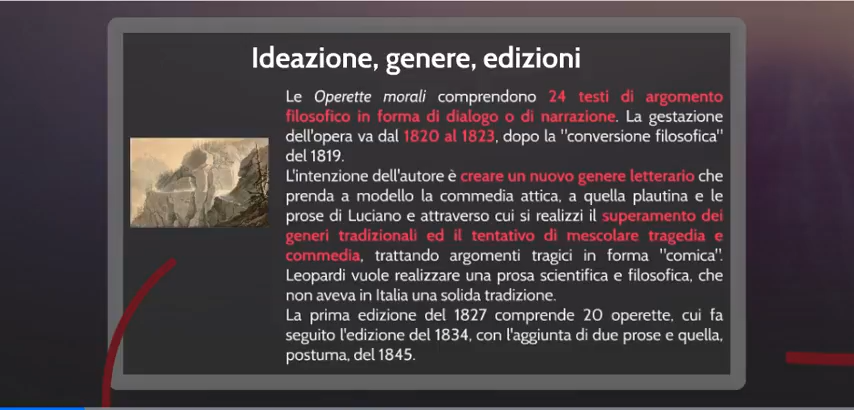 Ideazione, genere, edizioni
Le Operette morali comprendono 24 testi di argomento
filosofico in forma di dialogo o di narrazione. La gestazione
dell'opera va dal 1820 al 1823, dopo la "conversione filosofica"
del 1819.
L'intenzione dell'autore è creare un nuovo genere letterario che
prenda a modello la commedia attica, a quella plautina e le
prose di Luciano e attraverso cui si realizzi il superamento dei
generi tradizionali ed il tentativo di mescolare tragedia e
commedia, trattando argomenti tragici in forma "comica".
Leopardi vuole realizzare una prosa scientifica e filosofica, che
non aveva in Italia una solida tradizione.
La prima edizione del 1827 comprende 20 operette, cui fa
seguito l'edizione del 1834, con l'aggiunta di due prose e quella,
postuma, del 1845.